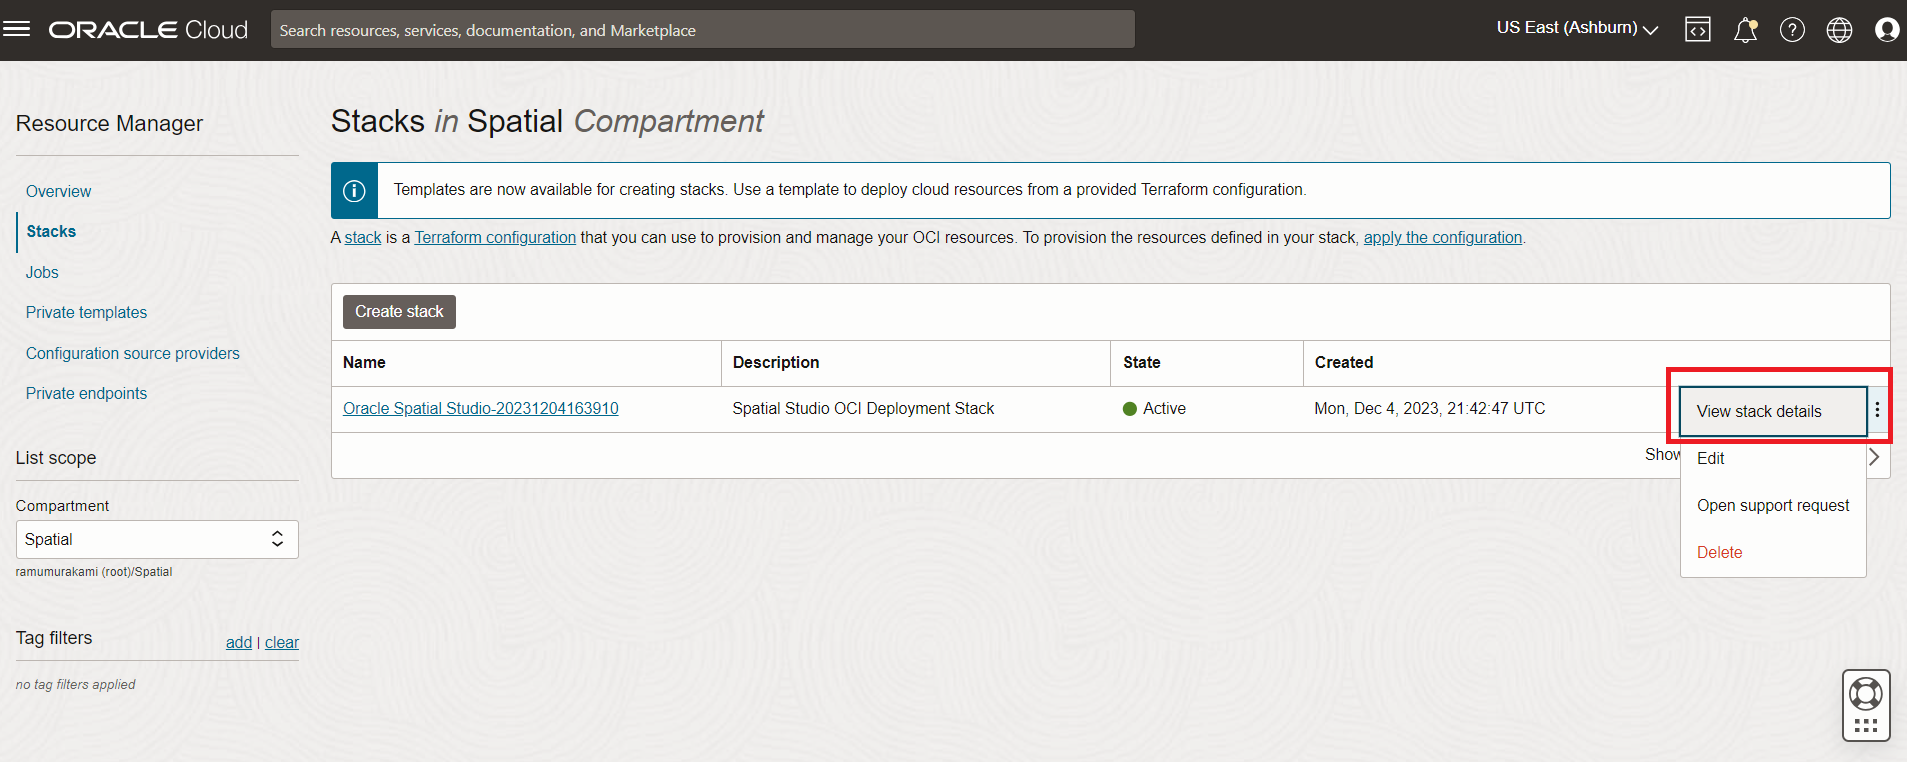 ORACLE Cloud
Search resources, services, documentation, and Marketplace
US East (Ashburn)
Resource Manager
Overview
Stacks
Jobs
Private templates
Configuration source providers
Private endpoints
List scope
Compartment
Spatial
ramumurakami (root)/Spatial
Tag filters
add | clear
no tag filters applied
Stacks in Spatial Compartment
Templates are now available for creating stacks. Use a template to deploy cloud resources from a provided Terraform configuration.
A stack is a Terraform configuration that you can use to provision and manage your OCI resources. To provision the resources defined in your stack, apply the configuration.
Create stack
Name Description State Created
Oracle Spatial Studio-20231204163910 Spatial Studio OCI Deployment Stack Active Mon, Dec 4, 2023, 21:42:47 UTC
View stack details
Edit
Open support request
Delete